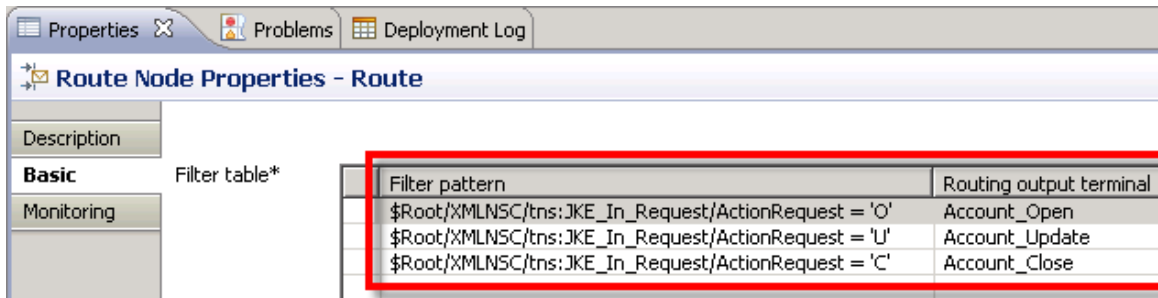 Properties Problems Deployment Log
Route Node Properties - Route
Description
Basic Filter table* Filter pattern Routing output terminal
Monitoring $Root/XMLNSC/tns:JKE_In_Request/ActionRequest = 'O' Account_Open
$Root/XMLNSC/tns:JKE_In_Request/ActionRequest = 'U' Account_Update
$Root/XMLNSC/tns:JKE_In_Request/ActionRequest = 'C' Account_Close